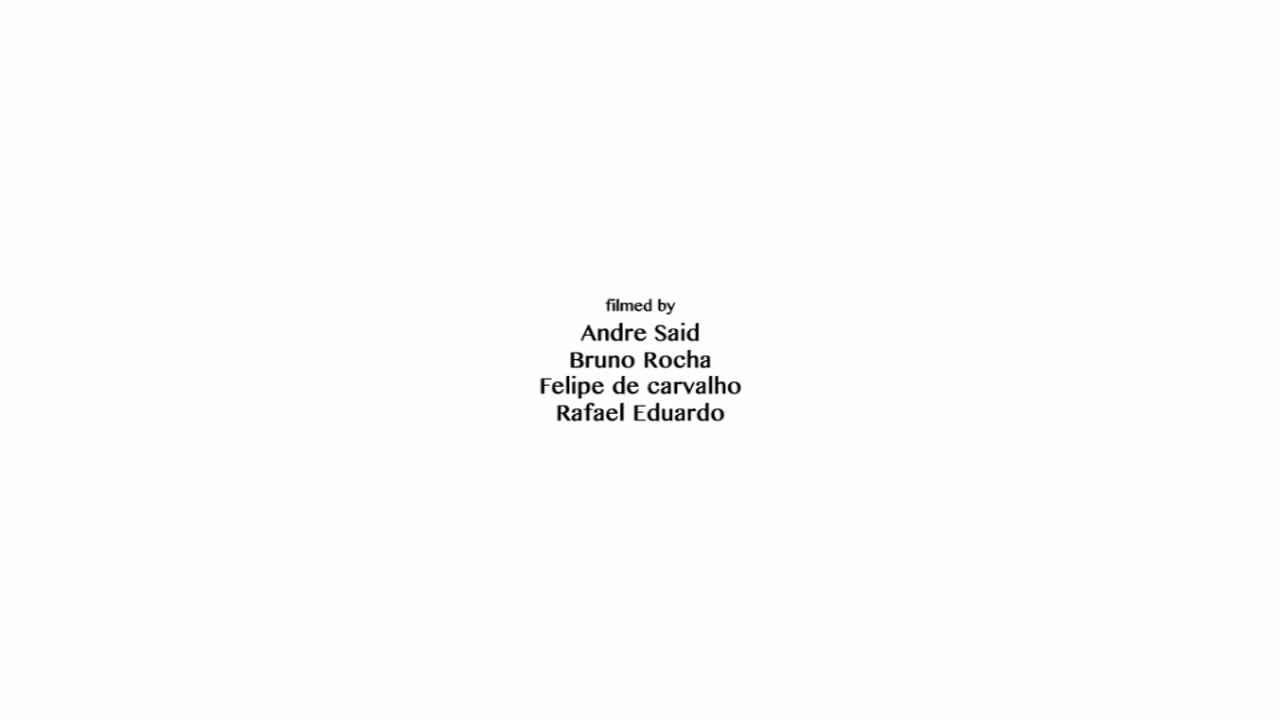 filmed by
Andre Said
Bruno Rocha
Felipe de carvalho
Rafael Eduardo